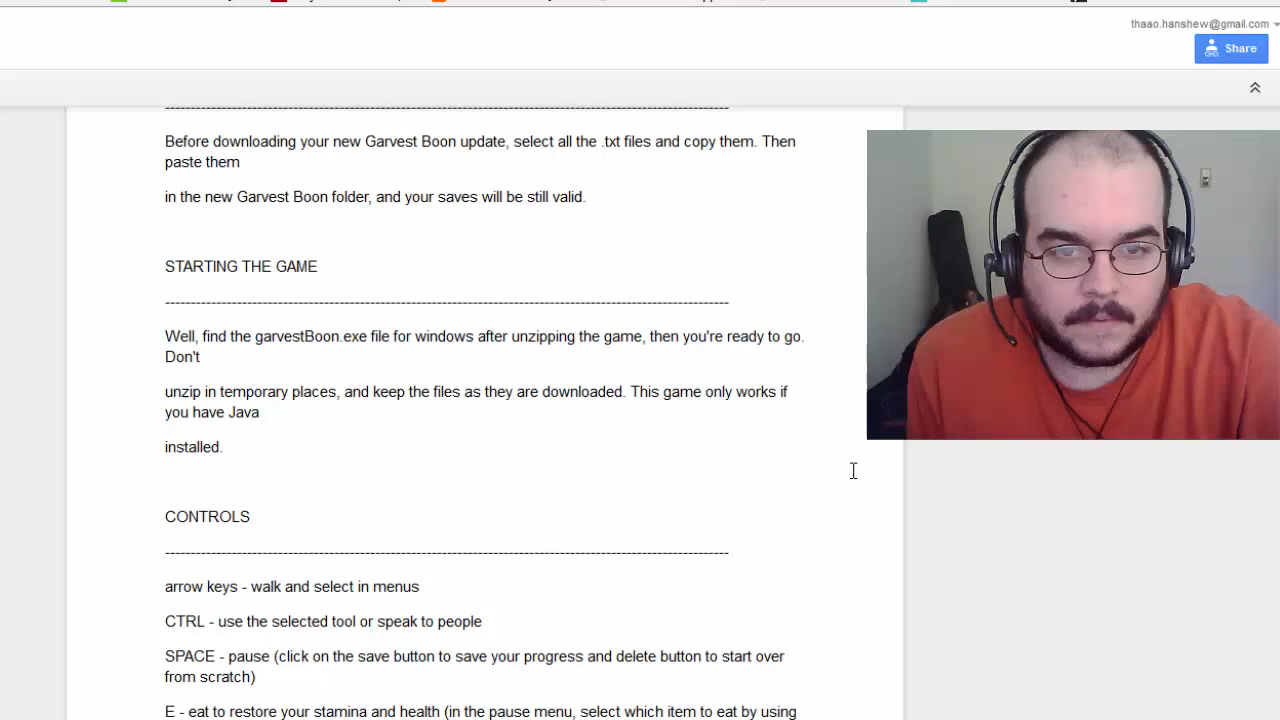 thaao.hanshew@gmail.com
Share
--------------------------------------------------------------------------------------------------------
Before downloading your new Garvest Boon update, select all the .txt files and copy them. Then
paste them
in the new Garvest Boon folder, and your saves will be still valid.
STARTING THE GAME
--------------------------------------------------------------------------------------------------------
Well, find the garvestBoon.exe file for windows after unzipping the game, then you're ready to go.
Don't
unzip in temporary places, and keep the files as they are downloaded. This game only works if
you have Java
installed.
CONTROLS
--------------------------------------------------------------------------------------------------------
arrow keys - walk and select in menus
CTRL - use the selected tool or speak to people
SPACE - pause (click on the save button to save your progress and delete button to start over
from scratch)
E - eat to restore your stamina and health (in the pause menu, select which item to eat by using